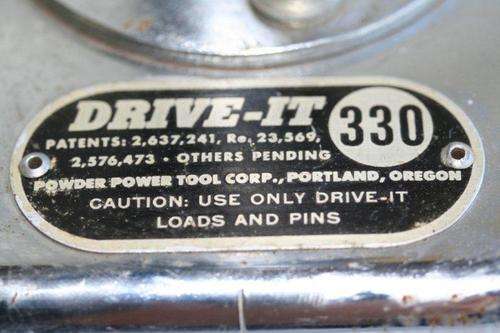 DRIVE-IT 330
PATENTS: 2,637,241, Re. 23,569,
2,576,473 • OTHERS PENDING
POWDER POWER TOOL CORP., PORTLAND, OREGON
CAUTION: USE ONLY DRIVE-IT
LOADS AND PINS